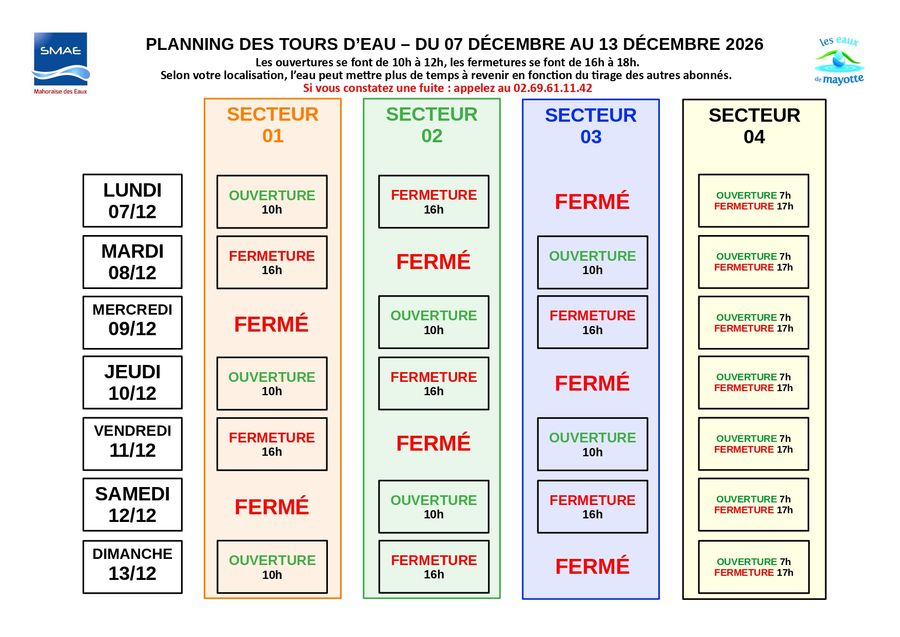 SMAE
Mahoraise des Eaux
PLANNING DES TOURS D’EAU – DU 07 DÉCEMBRE AU 13 DÉCEMBRE 2026
Les ouvertures se font de 10h à 12h, les fermetures se font de 16h à 18h.
Selon votre localisation, l’eau peut mettre plus de temps à revenir en fonction du tirage des autres abonnés.
Si vous constatez une fuite : appelez au 02.69.61.11.42
les eaux
de mayotte
SECTEUR
01
SECTEUR
02
SECTEUR
03
SECTEUR
04
LUNDI
07/12
OUVERTURE
10h
FERMETURE
16h
FERMÉ
OUVERTURE 7h
FERMETURE 17h
MARDI
08/12
FERMETURE
16h
FERMÉ
OUVERTURE
10h
OUVERTURE 7h
FERMETURE 17h
MERCREDI
09/12
FERMÉ
OUVERTURE
10h
FERMETURE
16h
OUVERTURE 7h
FERMETURE 17h
JEUDI
10/12
OUVERTURE
10h
FERMETURE
16h
FERMÉ
OUVERTURE 7h
FERMETURE 17h
VENDREDI
11/12
FERMETURE
16h
FERMÉ
OUVERTURE
10h
OUVERTURE 7h
FERMETURE 17h
SAMEDI
12/12
FERMÉ
OUVERTURE
10h
FERMETURE
16h
OUVERTURE 7h
FERMETURE 17h
DIMANCHE
13/12
OUVERTURE
10h
FERMETURE
16h
FERMÉ
OUVERTURE 7h
FERMETURE 17h